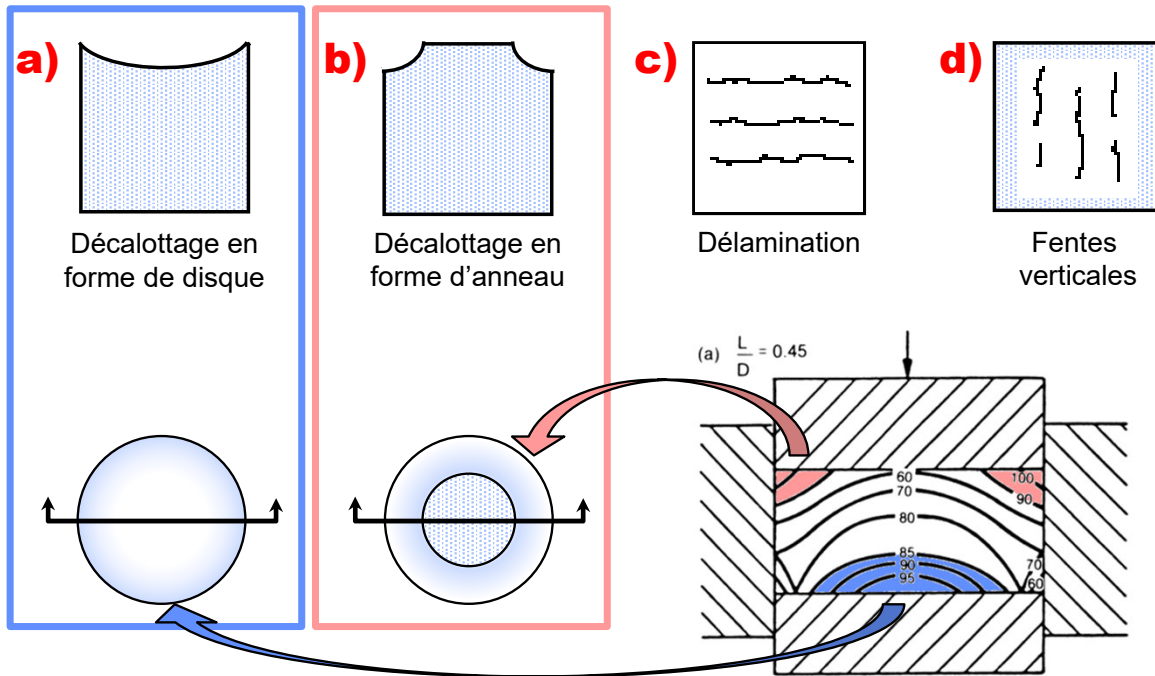 a)
Décalottage en
forme de disque
b)
Décalottage en
forme d’anneau
c)
Délamination
d)
Fentes
verticales
(a) L/D = 0.45
60
70
80
85
90
95
100
90
70
60